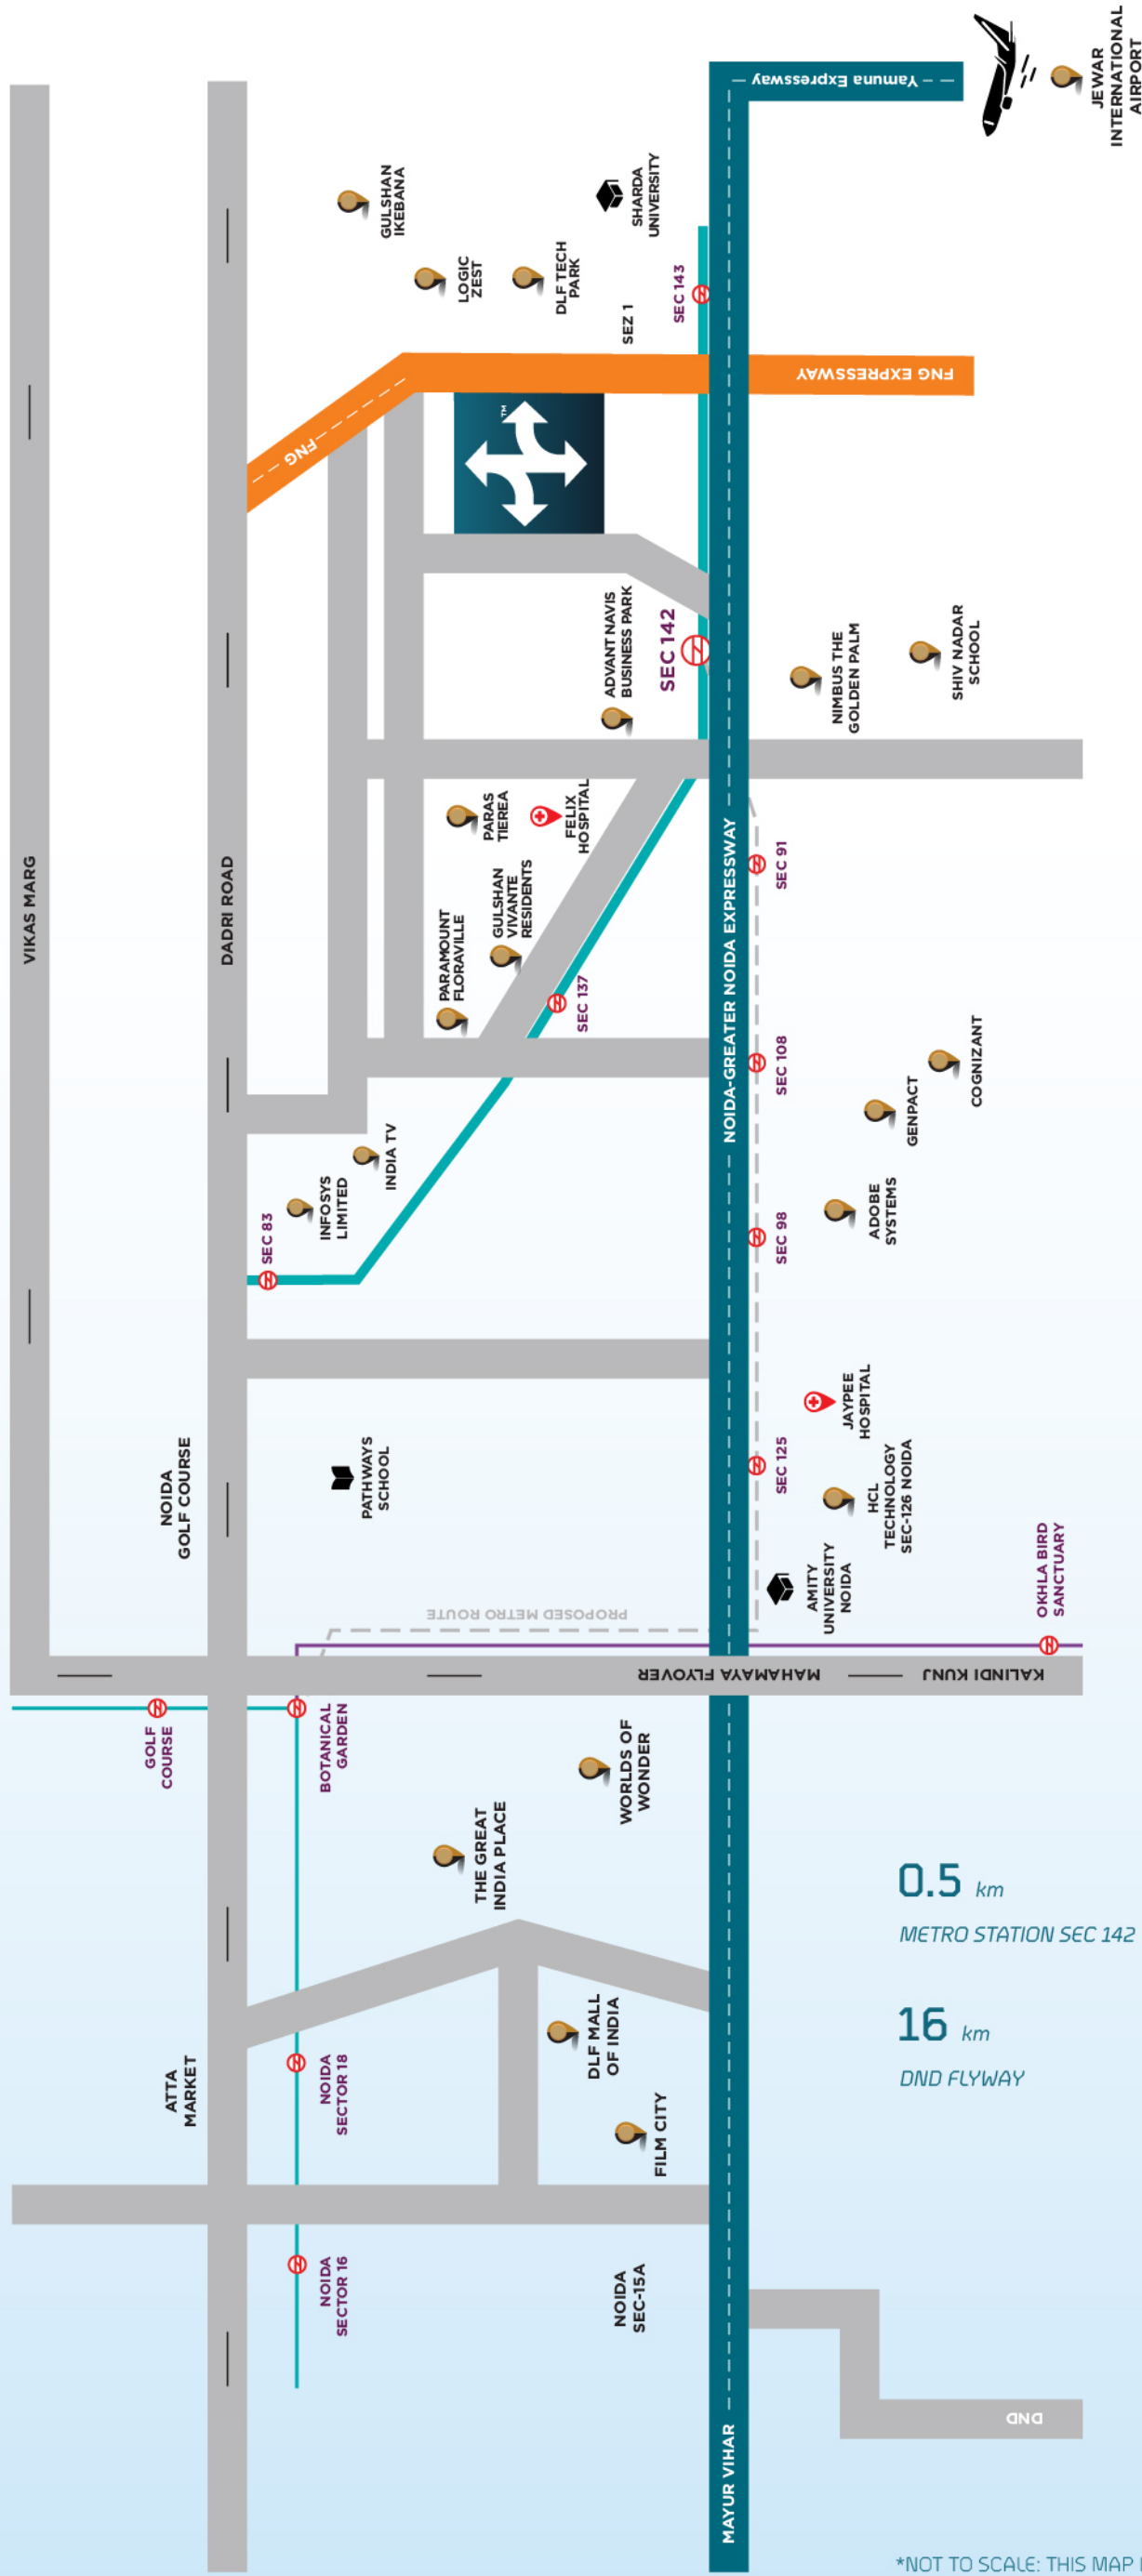 VIKAS MARG
DADRI ROAD
NOIDA
GOLF COURSE
ATTA
MARKET
GULSHAN
IKEBANA
LOGIC
ZEST
DLF TECH
PARK
SHARDA
UNIVERSITY
SEZ 1
SEC 143
Yamuna Expressway
JEWAR
INTERNATIONAL
AIRPORT
FNG
FNG EXPRESSWAY
TM
ADVANT NAVIS
BUSINESS PARK
SEC 142
NIMBUS THE
GOLDEN PALM
SHIV NADAR
SCHOOL
PARAS
TIEREA
FELIX
HOSPITAL
PARAMOUNT
FLORAVILLE
GULSHAN
VIVANTE
RESIDENTS
SEC 137
NOIDA-GREATER NOIDA EXPRESSWAY
SEC 91
SEC 108
SEC 98
SEC 125
COGNIZANT
GENPACT
ADOBE
SYSTEMS
INDIA TV
INFOSYS
LIMITED
SEC 83
PATHWAYS
SCHOOL
JAYPEE
HOSPITAL
HCL
TECHNOLOGY
SEC-126 NOIDA
AMITY
UNIVERSITY
NOIDA
OKHLA BIRD
SANCTUARY
PROPOSED METRO ROUTE
MAHAMAYA FLYOVER
KALINDI KUNJ
GOLF
COURSE
BOTANICAL
GARDEN
WORLDS OF
WONDER
THE GREAT
INDIA PLACE
DLF MALL
OF INDIA
FILM CITY
NOIDA
SECTOR 18
NOIDA
SECTOR 16
NOIDA
SEC-15A
MAYUR VIHAR
DND
0.5 km
METRO STATION SEC 142
16 km
DND FLYWAY
*NOT TO SCALE: THIS MAP